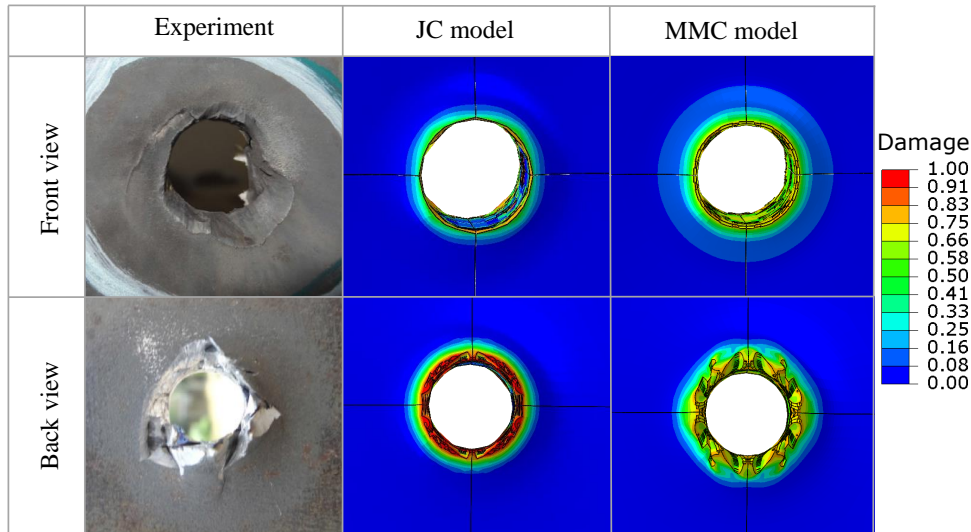 Experiment
JC model
MMC model
Front view
Back view
Damage
1.00
0.91
0.83
0.75
0.66
0.58
0.50
0.41
0.33
0.25
0.16
0.08
0.00